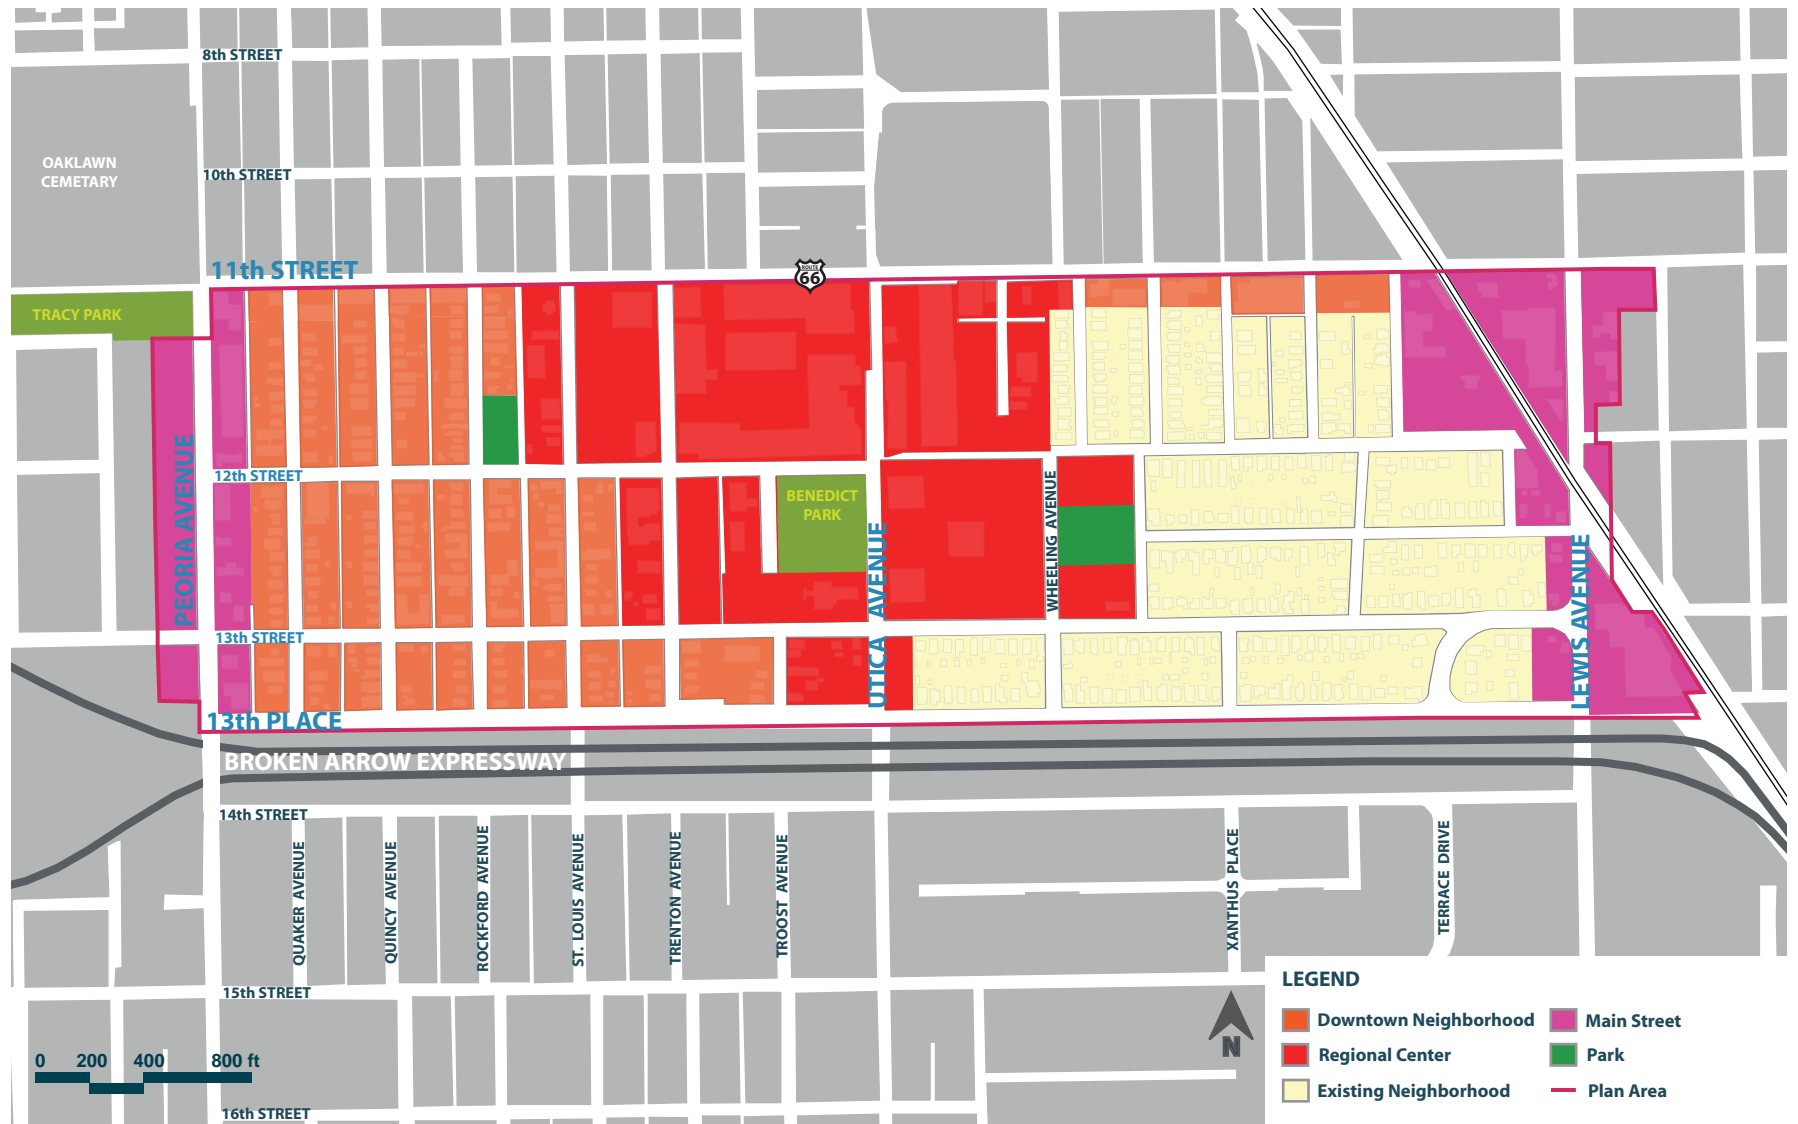 8th STREET
OAKLAWN
CEMETARY
10th STREET
11th STREET
ROUTE
66
TRACY PARK
PEORIA AVENUE
12th STREET
BENEDICT
PARK
UTICA AVENUE
WHEELING AVENUE
LEWIS AVENUE
13th STREET
13th PLACE
BROKEN ARROW EXPRESSWAY
14th STREET
QUAKER AVENUE
QUINCY AVENUE
ROCKFORD AVENUE
ST. LOUIS AVENUE
TRENTON AVENUE
TROOST AVENUE
XANTHUS PLACE
TERRACE DRIVE
15th STREET
16th STREET
0 200 400 800 ft
N
LEGEND
Downtown Neighborhood
Regional Center
Existing Neighborhood
Main Street
Park
Plan Area